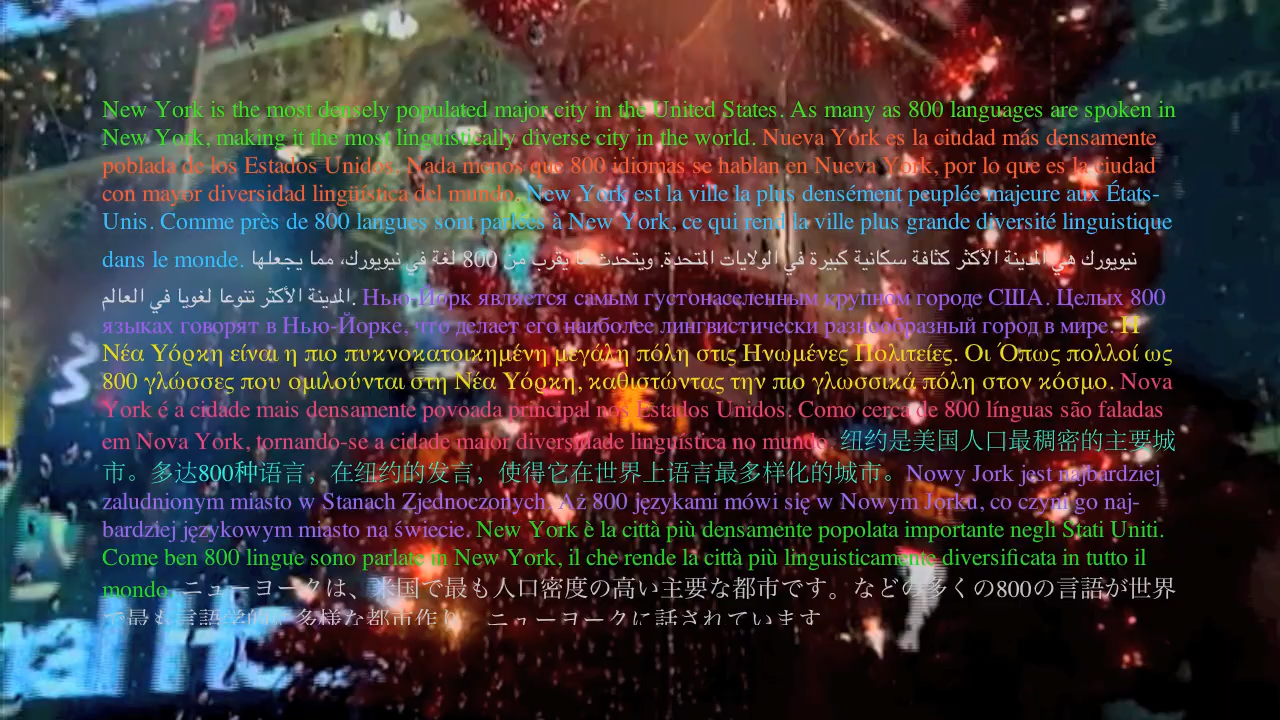 New York is the most densely populated major city in the United States. As many as 800 languages are spoken in
New York, making it the most linguistically diverse city in the world. Nueva York es la ciudad más densamente
poblada de los Estados Unidos. Nada menos que 800 idiomas se hablan en Nueva York, por lo que es la ciudad
con mayor diversidad lingüística del mundo. New York est la ville la plus densément peuplée majeure aux États-
Unis. Comme près de 800 langues sont parlées à New York, ce qui rend la ville plus grande diversité linguistique
dans le monde. نيويورك هي المدينة الأكثر كثافة سكانية كبيرة في الولايات المتحدة. ويتحدث ما يقرب من 800 لغة في نيويورك، مما يجعلها
المدينة الأكثر تنوعا لغويا في العالم. Нью-Йорк является самым густонаселенным крупном городе США. Целых 800
языках говорят в Нью-Йорке, что делает его наиболее лингвистически разнообразный город в мире. Η
Νέα Υόρκη είναι η πιο πυκνοκατοικημένη μεγάλη πόλη στις Ηνωμένες Πολιτείες. Οι Όπως πολλοί ως
800 γλώσσες που ομιλούνται στη Νέα Υόρκη, καθιστώντας την πιο γλωσσικά πόλη στον κόσμο. Nova
York é a cidade mais densamente povoada principal nos Estados Unidos. Como cerca de 800 línguas são faladas
em Nova York, tornando-se a cidade maior diversidade linguística no mundo. 纽约是美国人口最稠密的主要城
市。多达800种语言，在纽约的发言，使得它在世界上语言最多样化的城市。Nowy Jork jest najbardziej
zaludnionym miasto w Stanach Zjednoczonych. Aż 800 językami mówi się w Nowym Jorku, co czyni go naj-
bardziej językowym miasto na świecie. New York è la città più densamente popolata importante negli Stati Uniti.
Come ben 800 lingue sono parlate in New York, il che rende la città più linguisticamente diversificata in tutto il
mondo. ニューヨークは、米国で最も人口密度の高い主要な都市です。などの多くの800の言語が世界
で最も言語学的に多様な都市作り、ニューヨークに話されています